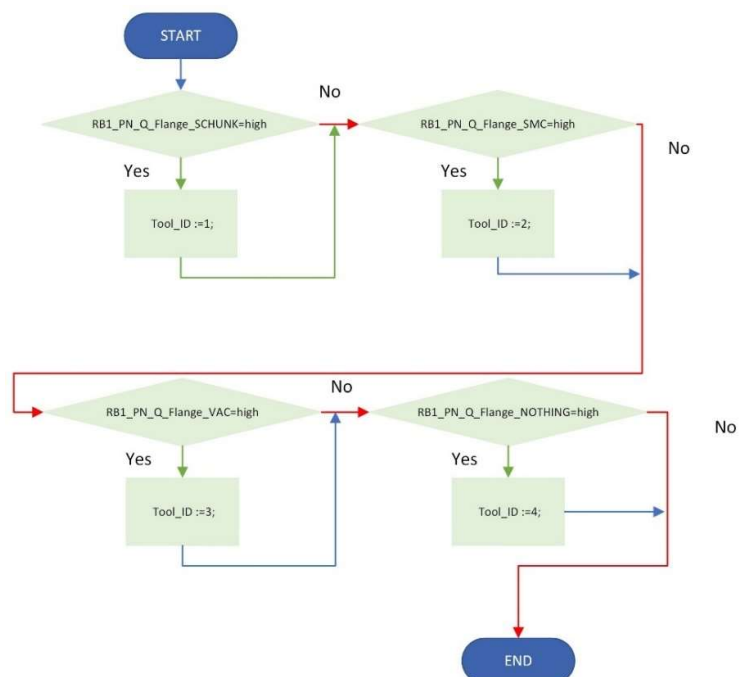 START
No
RB1_PN_Q_Flange_SCHUNK=high
RB1_PN_Q_Flange_SMC=high
No
Yes
Yes
Tool_ID :=1;
Tool_ID :=2;
No
RB1_PN_Q_Flange_VAC=high
RB1_PN_Q_Flange_NOTHING=high
No
Yes
Yes
Tool_ID :=3;
Tool_ID :=4;
END